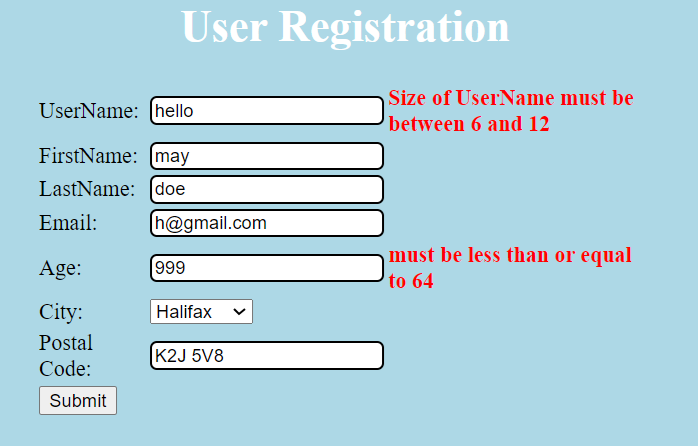 User Registration
UserName: hello Size of UserName must be
between 6 and 12
FirstName: may
LastName: doe
Email: h@gmail.com
Age: 999 must be less than or equal
to 64
City: Halifax
Postal
Code: K2J 5V8
Submit